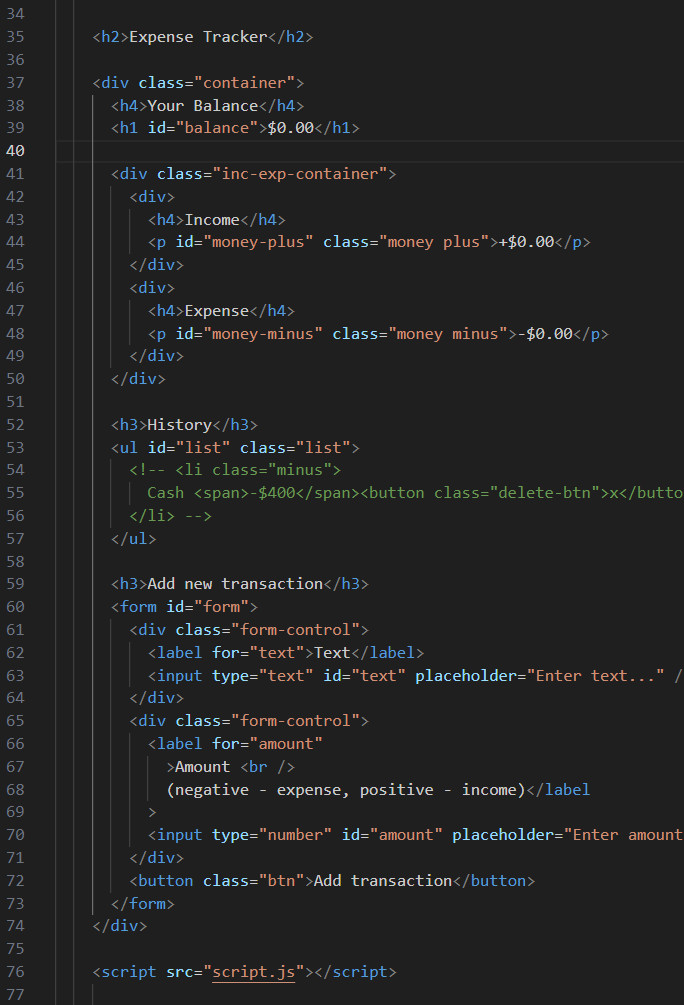 34
35 <h2>Expense Tracker</h2>
36
37 <div class="container">
38 <h4>Your Balance</h4>
39 <h1 id="balance">$0.00</h1>
40
41 <div class="inc-exp-container">
42 <div>
43 <h4>Income</h4>
44 <p id="money-plus" class="money plus">+$0.00</p>
45 </div>
46 <div>
47 <h4>Expense</h4>
48 <p id="money-minus" class="money minus">-$0.00</p>
49 </div>
50 </div>
51
52 <h3>History</h3>
53 <ul id="list" class="list">
54 <!-- <li class="minus">
55 Cash <span>-$400</span><button class="delete-btn">x</butto
56 </li> -->
57 </ul>
58
59 <h3>Add new transaction</h3>
60 <form id="form">
61 <div class="form-control">
62 <label for="text">Text</label>
63 <input type="text" id="text" placeholder="Enter text..." /
64 </div>
65 <div class="form-control">
66 <label for="amount"
67 >Amount <br />
68 (negative - expense, positive - income)</label
69 >
70 <input type="number" id="amount" placeholder="Enter amount
71 </div>
72 <button class="btn">Add transaction</button>
73 </form>
74 </div>
75
76 <script src="script.js"></script>
77